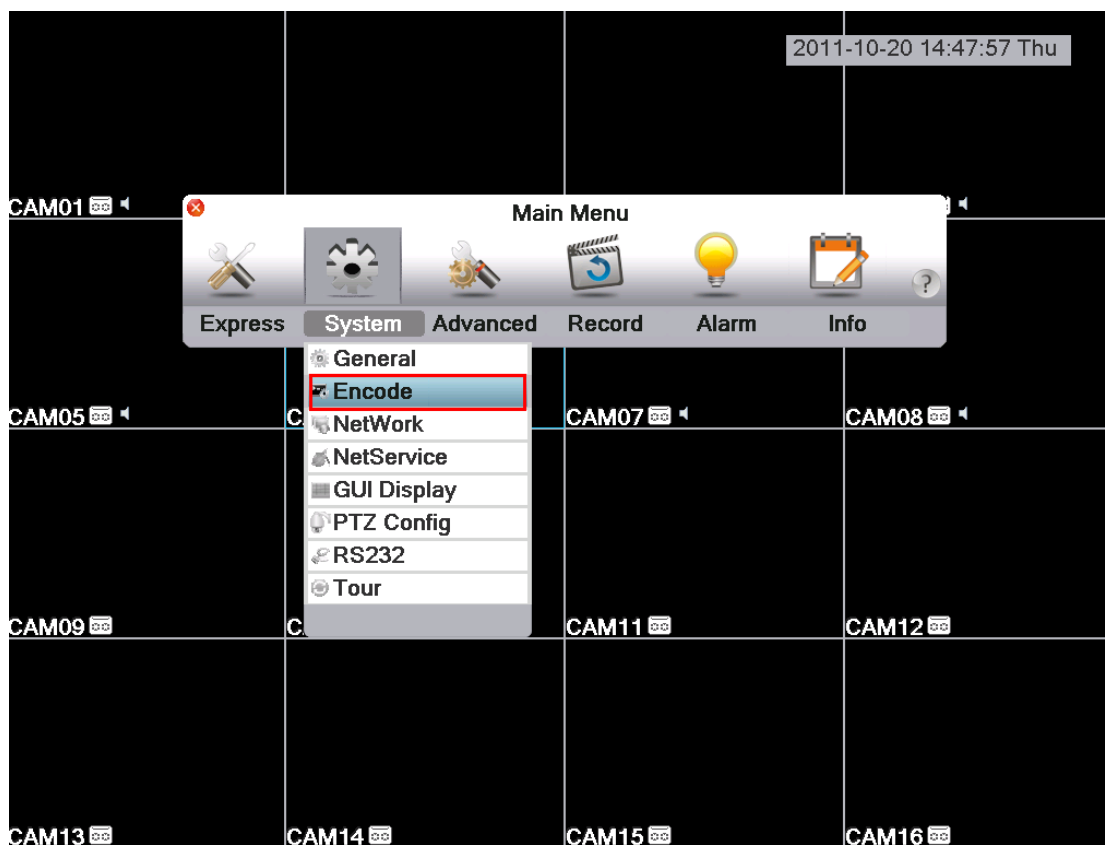 2011-10-20 14:47:57 Thu
CAM01
Main Menu
?
Express System Advanced Record Alarm Info
General
Encode
CAM05 C CAM07 CAM08
NetWork
NetService
GUI Display
PTZ Config
RS232
Tour
CAM09 C CAM11 CAM12
CAM13 CAM14 CAM15 CAM16